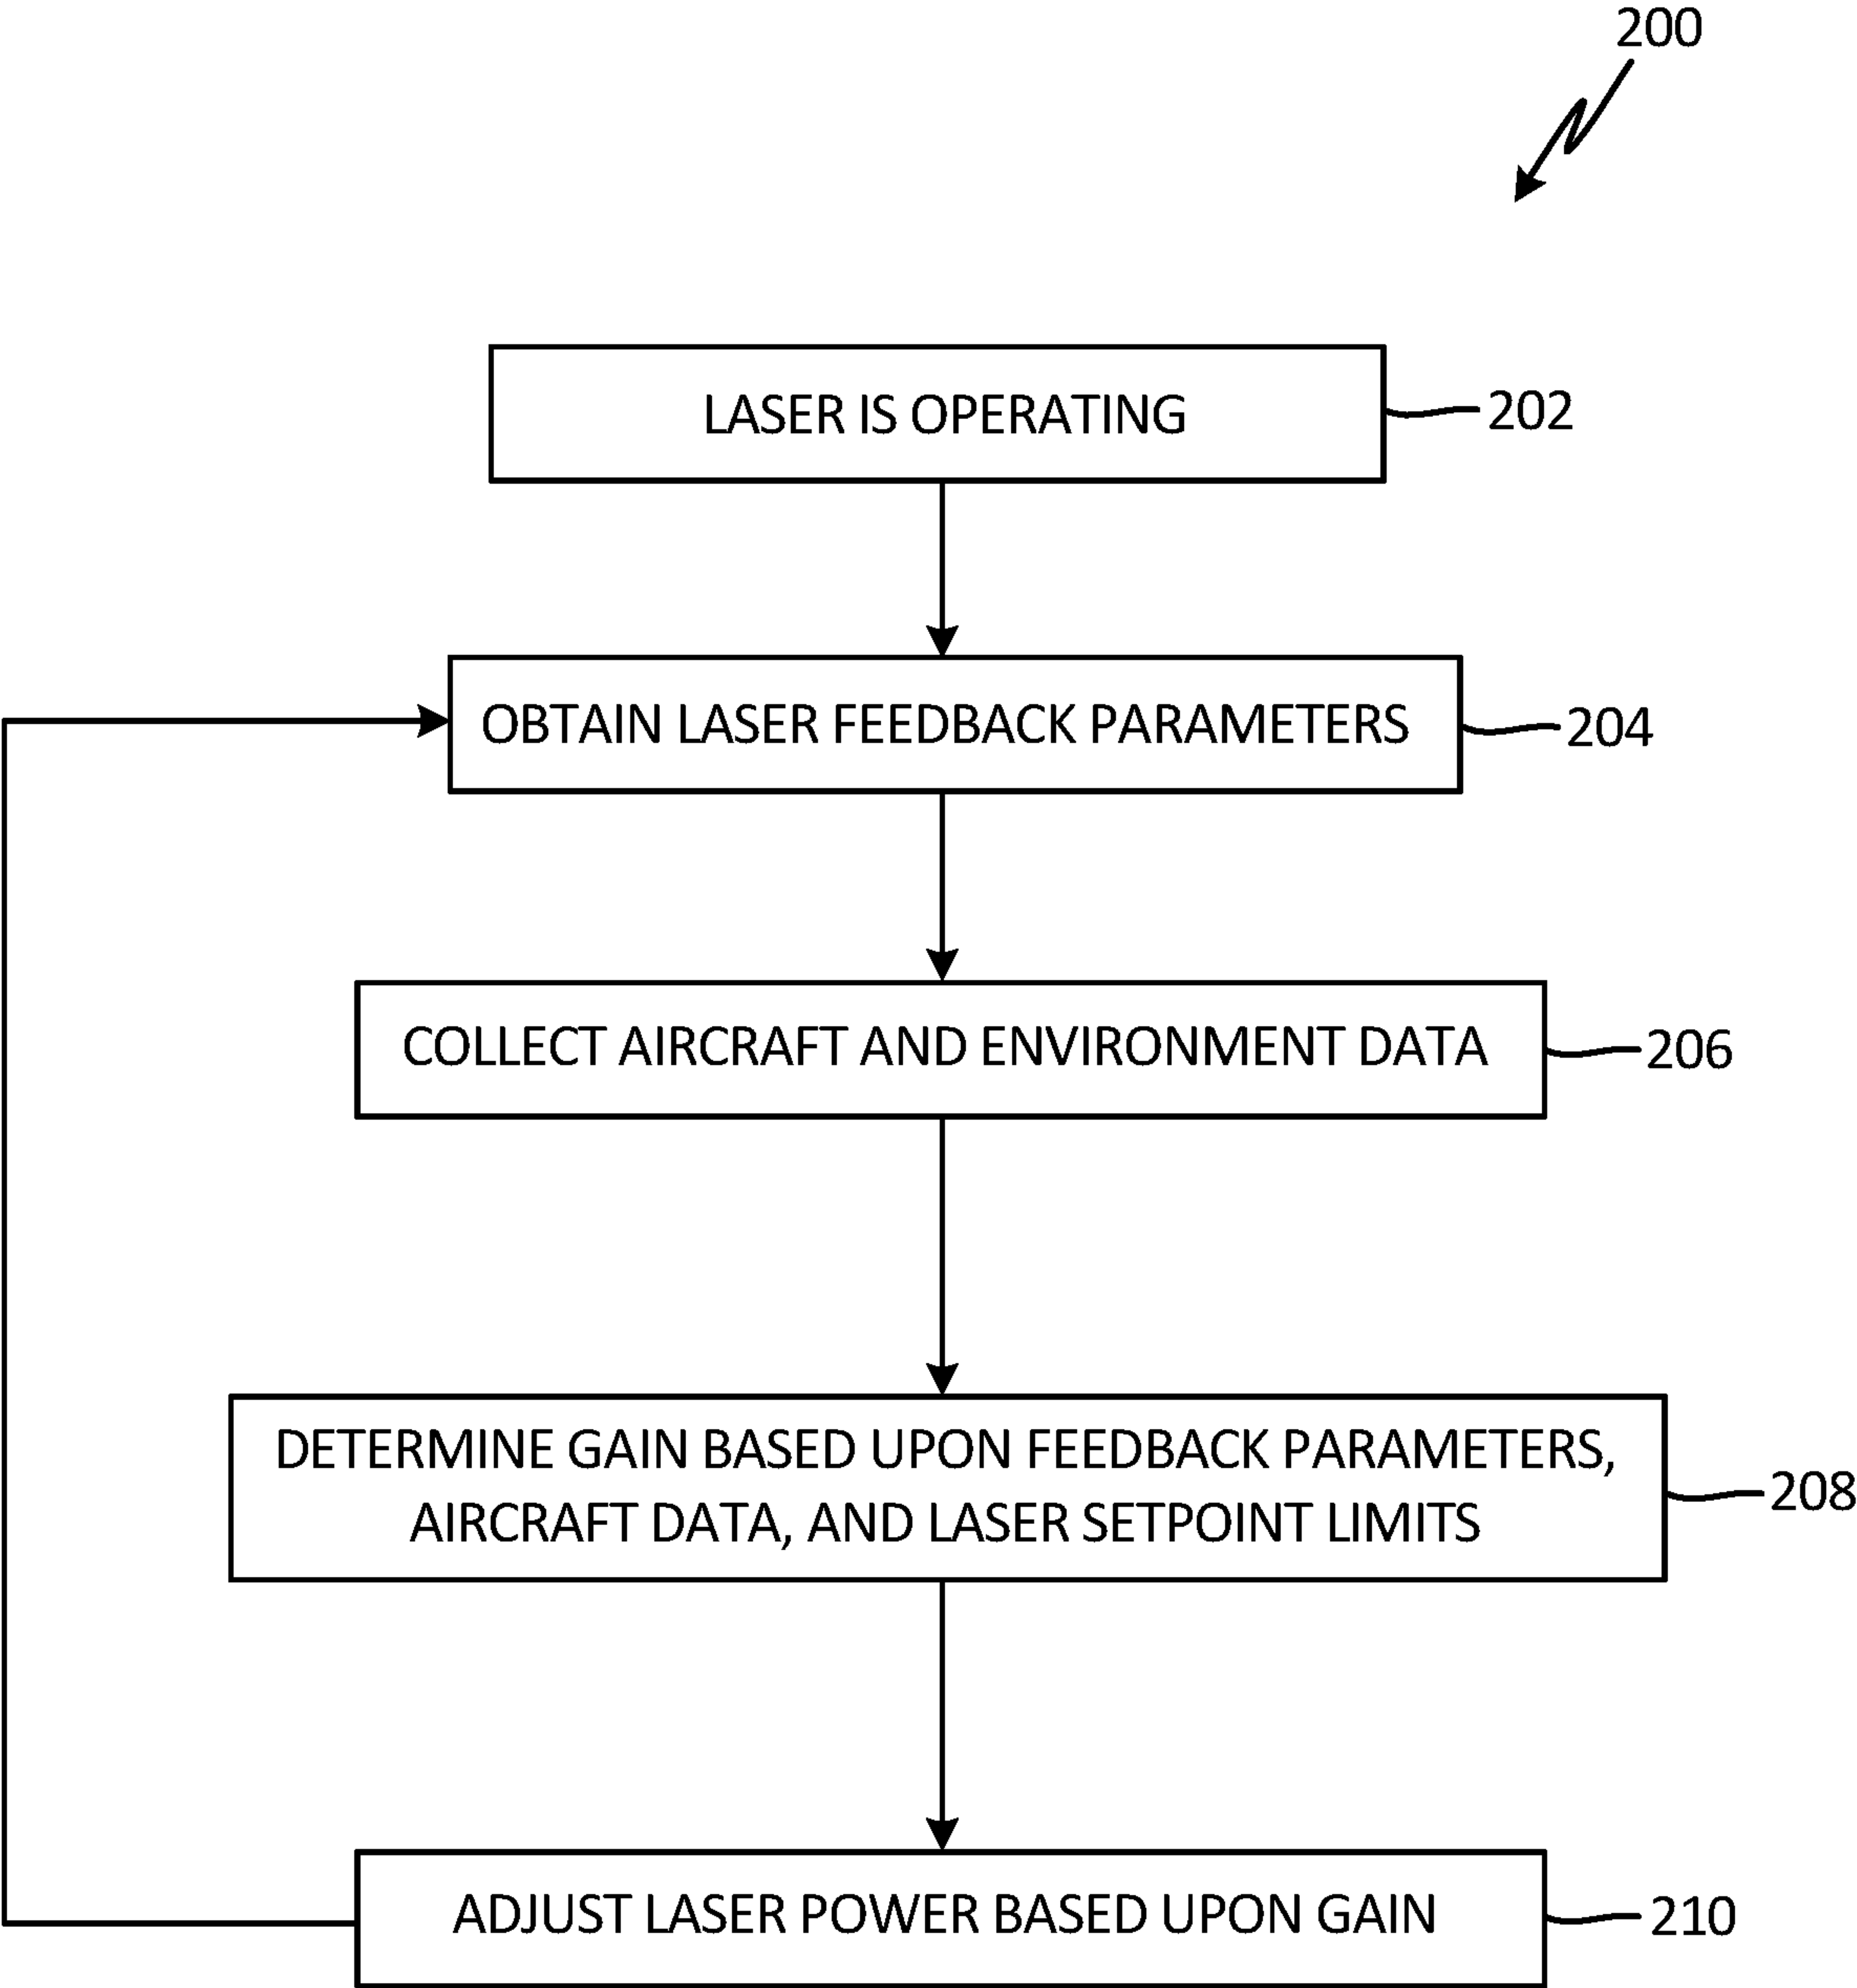 200
LASER IS OPERATING
202
OBTAIN LASER FEEDBACK PARAMETERS
204
COLLECT AIRCRAFT AND ENVIRONMENT DATA
206
DETERMINE GAIN BASED UPON FEEDBACK PARAMETERS,
AIRCRAFT DATA, AND LASER SETPOINT LIMITS
208
ADJUST LASER POWER BASED UPON GAIN
210